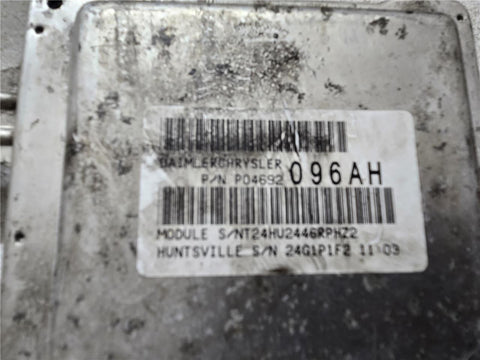 DAIMLERCHRYSLER
P/N P04692 096AH
MODULE S/NT24HU2446RPHZ2
HUNTSVILLE S/N 24G1P1F2 11 03